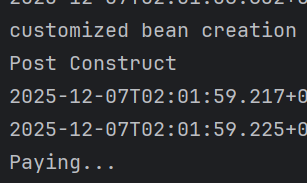 customized bean creation
Post Construct
2025-12-07T02:01:59.217+0
2025-12-07T02:01:59.225+0
Paying...